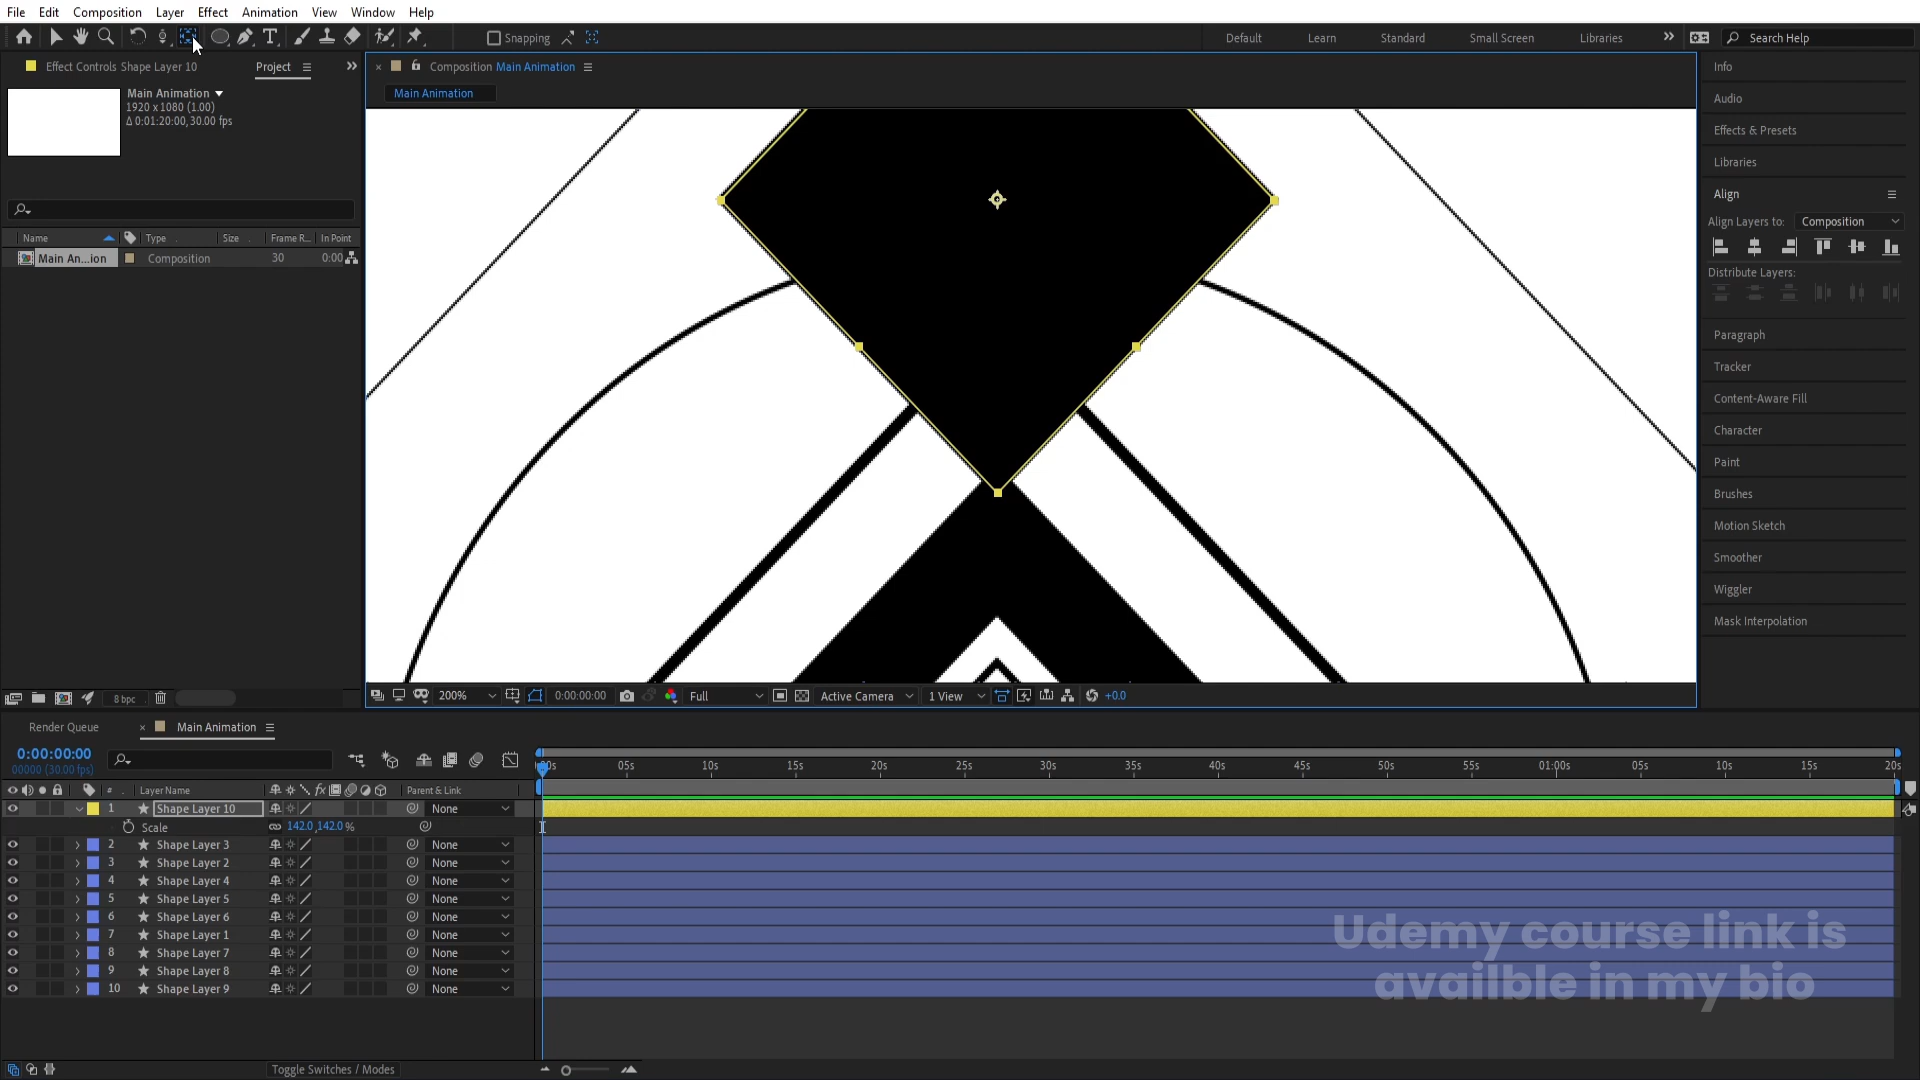 File Edit Composition Layer Effect Animation View Window Help
Snapping
Default Learn Standard Small Screen Libraries Search Help
Effect Controls Shape Layer 10 Project
Composition Main Animation
Info
Main Animation
1920 x 1080 (1.00)
Δ 0:01:20:00, 30.00 fps
Main Animation
Audio
Effects & Presets
Libraries
Align
Align Layers to: Composition
Name Type Size Frame R... In Point
Main An...ion Composition 30 0:00
Distribute Layers:
Paragraph
Tracker
Content-Aware Fill
Character
Paint
Brushes
Motion Sketch
Smoother
Wiggler
Mask Interpolation
8 bpc
200% 0:00:00:00 Full Active Camera 1 View +0.0
Render Queue Main Animation
0:00:00:00
00000 (30.00 fps)
05s 10s 15s 20s 25s 30s 35s 40s 45s 50s 55s 01:00s 05s 10s 15s 20s
# Layer Name fx Parent & Link
1 Shape Layer 10 None
Scale 142.0, 142.0 %
2 Shape Layer 3 None
3 Shape Layer 2 None
4 Shape Layer 4 None
5 Shape Layer 5 None
6 Shape Layer 6 None
7 Shape Layer 1 None
8 Shape Layer 7 None
9 Shape Layer 8 None
10 Shape Layer 9 None
Udemy course link is
availble in my bio
Toggle Switches / Modes